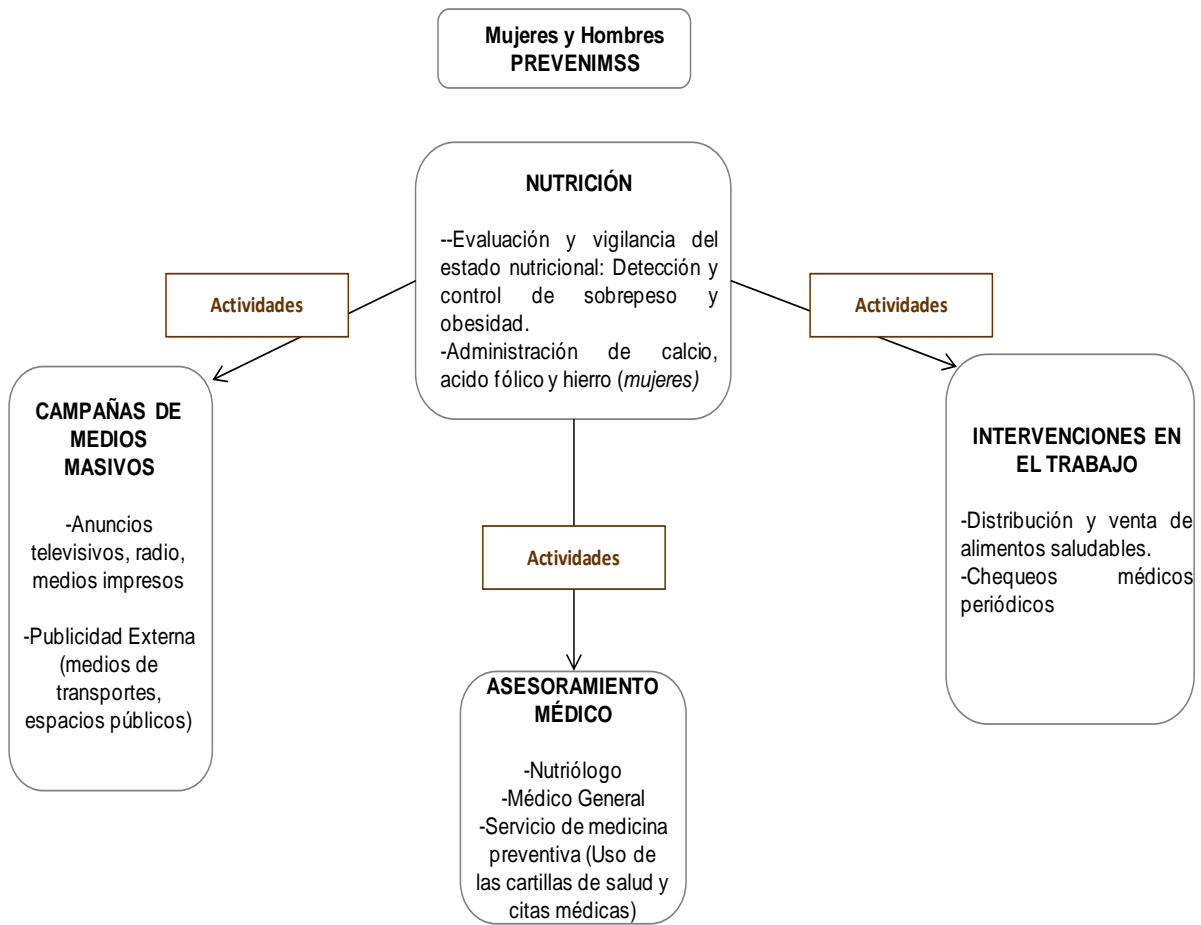 Mujeres y Hombres
PREVENIMSS
NUTRICIÓN
--Evaluación y vigilancia del
estado nutricional: Detección y
control de sobrepeso y
obesidad.
-Administración de calcio,
acido fólico y hierro (mujeres)
Actividades
Actividades
CAMPAÑAS DE
MEDIOS
MASIVOS
-Anuncios
televisivos, radio,
medios impresos
-Publicidad Externa
(medios de
transportes,
espacios públicos)
Actividades
ASESORAMIENTO
MÉDICO
-Nutriólogo
-Médico General
-Servicio de medicina
preventiva (Uso de
las cartillas de salud y
citas médicas)
INTERVENCIONES EN
EL TRABAJO
-Distribución y venta de
alimentos saludables.
-Chequeos médicos
periódicos